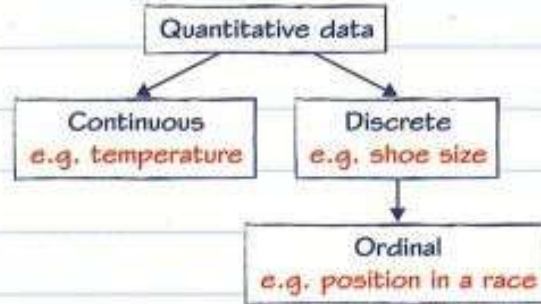 Quantitative data
Continuous
e.g. temperature
Discrete
e.g. shoe size
Ordinal
e.g. position in a race